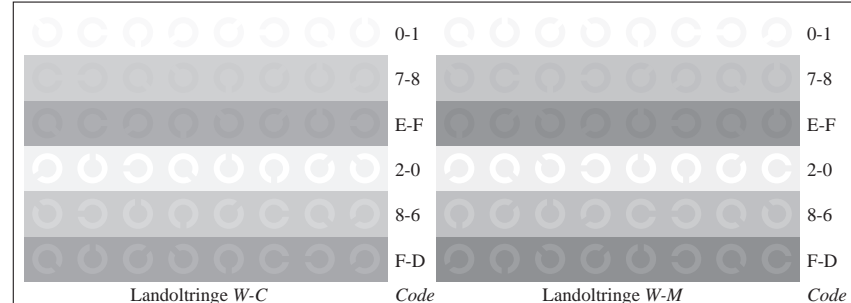 0-1 0-1
7-8 7-8
E-F E-F
2-0 2-0
8-6 8-6
F-D F-D
Landoltringe W-C Code Landoltringe W-M Code